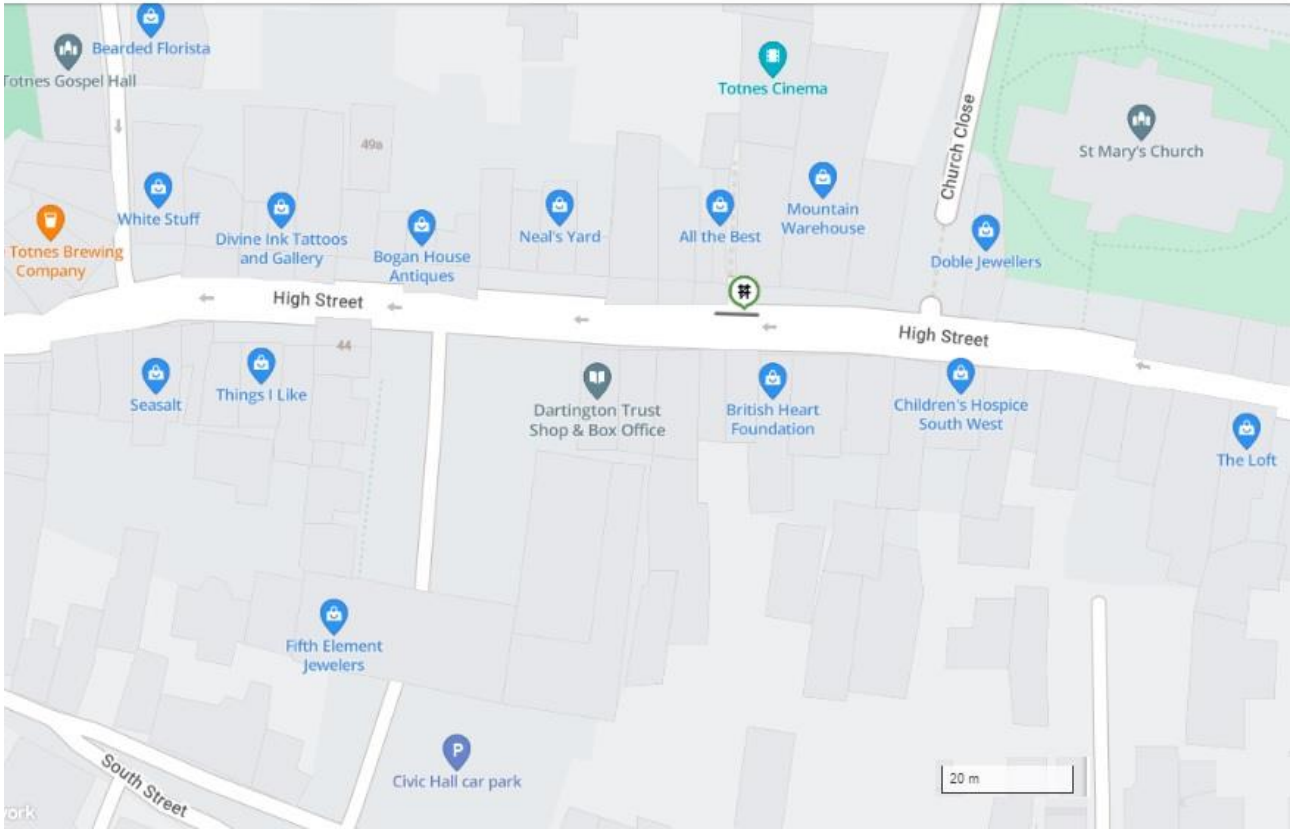 Bearded Florista
Totnes Gospel Hall
Totnes Cinema
49a
Church Close
St Mary's Church
White Stuff
Divine Ink Tattoos
and Gallery
Bogan House
Antiques
Neal's Yard
All the Best
Mountain
Warehouse
Doble Jewellers
Totnes Brewing
Company
High Street
High Street
44
Seasalt
Things I Like
Dartington Trust
Shop & Box Office
British Heart
Foundation
Children's Hospice
South West
The Loft
Fifth Element
Jewelers
Civic Hall car park
P
South Street
20 m